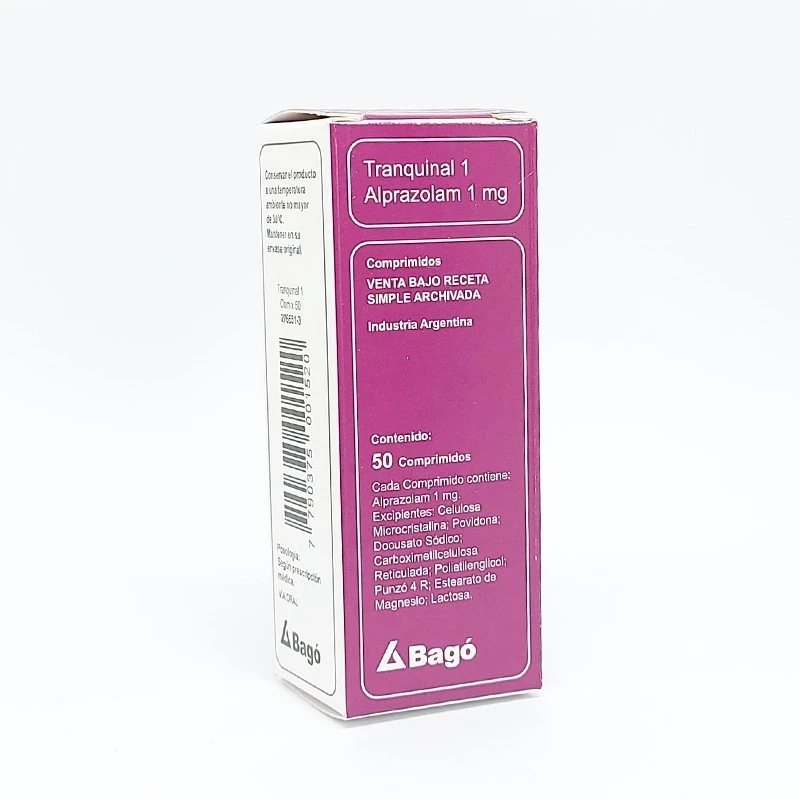 Conservar el producto
a una temperatura
ambiente no mayor
de 30°C.
Mantener en su
envase original.
Tranquinal 1
Com x 50
7 790375 001520
Posología:
Según prescripción
médica.
VÍA ORAL
Bagó
Tranquinal 1
Alprazolam 1 mg
Comprimidos
VENTA BAJO RECETA
SIMPLE ARCHIVADA
Industria Argentina
Contenido:
50 Comprimidos
Cada Comprimido contiene:
Alprazolam 1 mg.
Excipientes: Celulosa
Microcristalina; Povidona;
Docusato Sódico;
Carboximetilcelulosa
Reticulada; Polietilenglicol;
Punzó 4 R; Estearato de
Magnesio; Lactosa.
Bagó